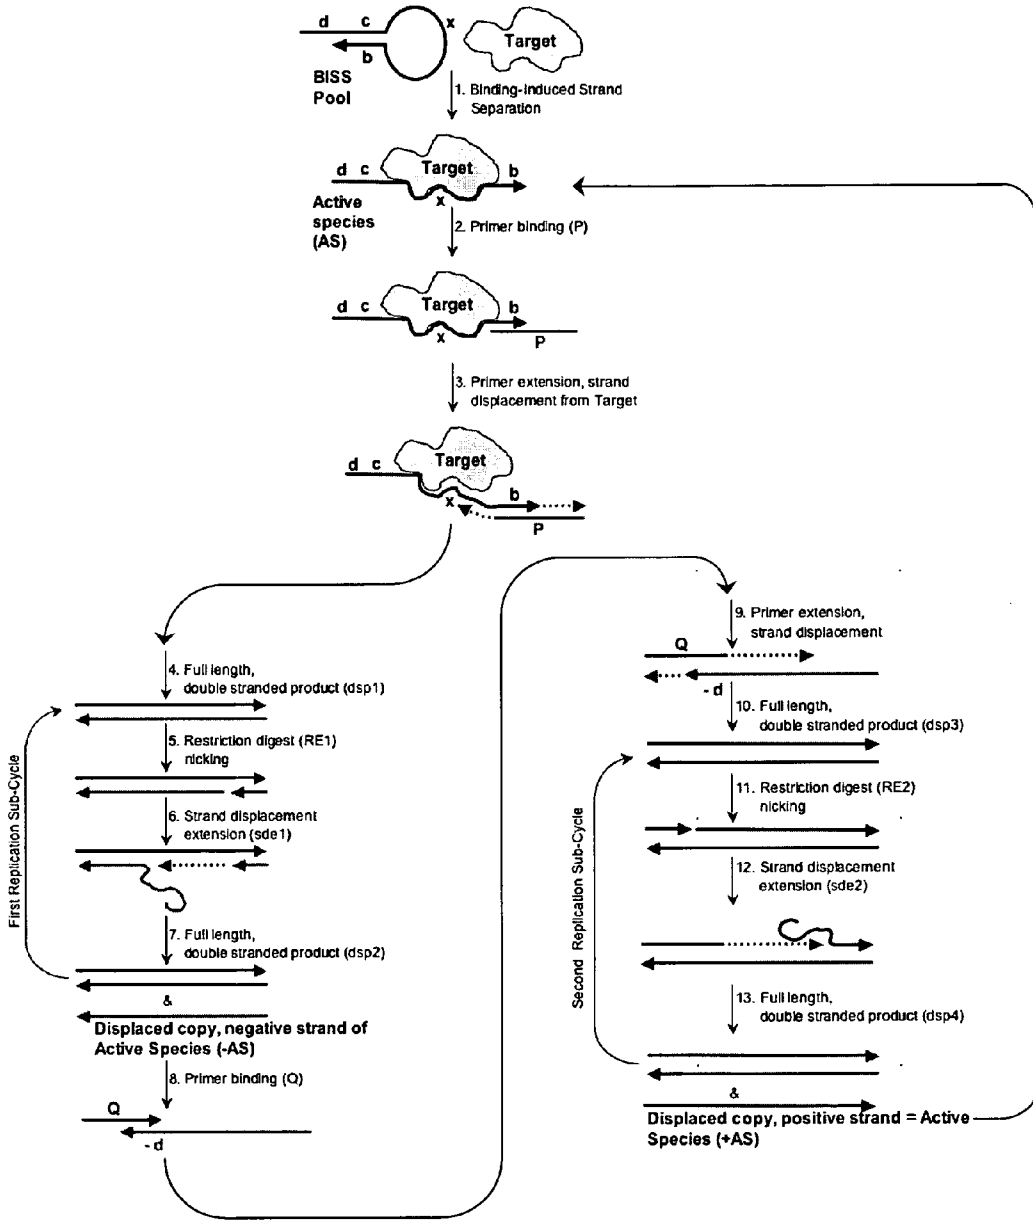 d c x
Target
b
BISS
Pool
1. Binding-Induced Strand
Separation
Target
d c b
x
Active
species
(AS)
2. Primer binding (P)
Target
d c b
x
P
3. Primer extension, strand
displacement from Target
Target
d c
b
x
P
4. Full length,
double stranded product (dsp1)
5. Restriction digest (RE1)
nicking
6. Strand displacement
extension (sde1)
First Replication Sub-Cycle
7. Full length,
double stranded product (dsp2)
&
Displaced copy, negative strand of
Active Species (-AS)
8. Primer binding (Q)
Q
- d
9. Primer extension,
strand displacement
Q
- d
10. Full length,
double stranded product (dsp3)
11. Restriction digest (RE2)
nicking
12. Strand displacement
extension (sde2)
Second Replication Sub-Cycle
13. Full length,
double stranded product (dsp4)
&
Displaced copy, positive strand = Active
Species (+AS)